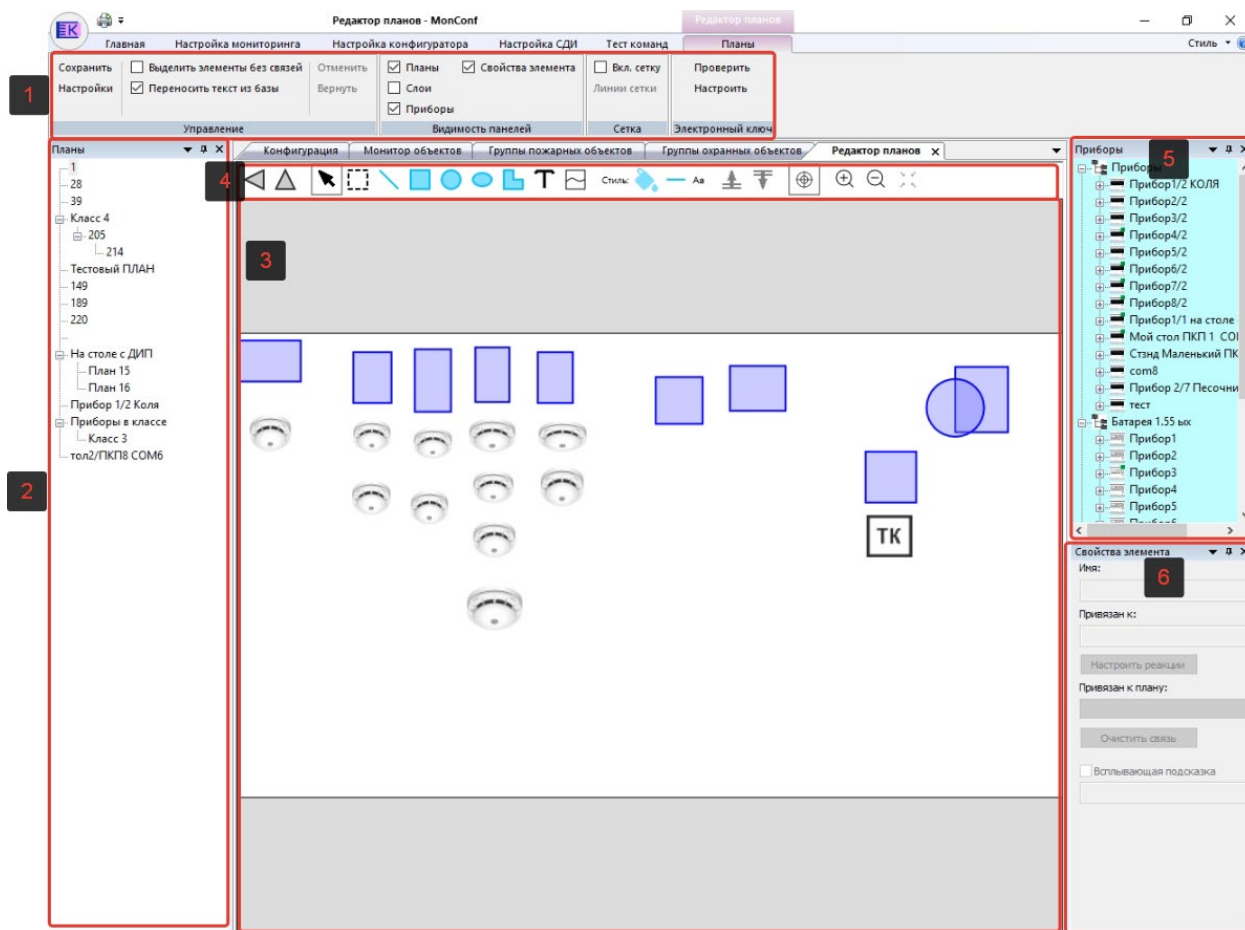 Редактор планов - MonConf
Редактор планов
Главная Настройка мониторинга Настройка конфигуратора Настройка СДИ Тест команд Планы
Стиль
1
Сохранить
Настройки
Выделить элементы без связей
Переносить текст из базы
Отменить
Вернуть
Управление
Планы
Слои
Приборы
Свойства элемента
Видимость панелей
Вкл. сетку
Линии сетки
Сетка
Проверить
Настроить
Электронный ключ
2
Планы
1
28
39
Класс 4
205
214
Тестовый ПЛАН
149
189
220
На столе с ДИП
План 15
План 16
Прибор 1/2 Коля
Приборы в классе
Класс 3
тол2/ПКП8 COM6
Конфигурация Монитор объектов Группы пожарных объектов Группы охранных объектов Редактор планов
4
Стиль:
Aa
3
ТК
Приборы
5
Приборы
Прибор1/2 КОЛЯ
Прибор2/2
Прибор3/2
Прибор4/2
Прибор5/2
Прибор6/2
Прибор7/2
Прибор8/2
Прибор1/1 на столе
Мой стол ПКП 1
Стэнд Маленький ПК
com8
Прибор 2/7 Песочни
тест
Батарея 1.55 ых
Прибор1
Прибор2
Прибор3
Прибор4
Прибор5
Свойства элемента
6
Имя:
Привязан к:
Настроить реакции
Привязан к плану:
Очистить связь
Всплывающая подсказка